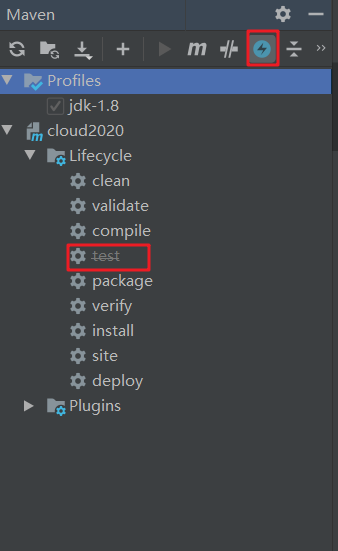 Maven
m
»
Profiles
jdk-1.8
cloud2020
Lifecycle
clean
validate
compile
test
package
verify
install
site
deploy
Plugins